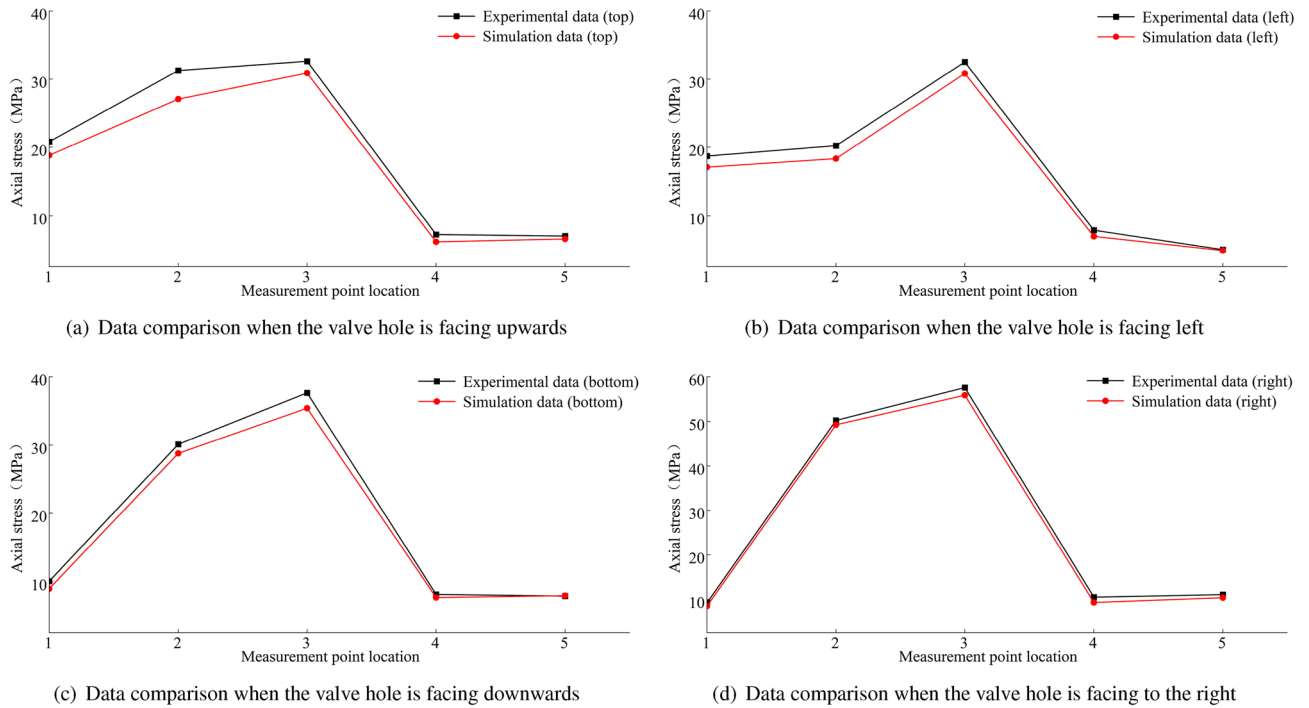 40
30
20
10
Axial stress（MPa）
Experimental data (top)
Simulation data (top)
1 2 3 4 5
Measurement point location
(a) Data comparison when the valve hole is facing upwards
40
30
20
10
Axial stress（MPa）
Experimental data (left)
Simulation data (left)
1 2 3 4 5
Measurement point location
(b) Data comparison when the valve hole is facing left
40
30
20
10
Axial stress（MPa）
Experimental data (bottom)
Simulation data (bottom)
1 2 3 4 5
Measurement point location
(c) Data comparison when the valve hole is facing downwards
60
50
40
30
20
10
Axial stress（MPa）
Experimental data (right)
Simulation data (right)
1 2 3 4 5
Measurement point location
(d) Data comparison when the valve hole is facing to the right